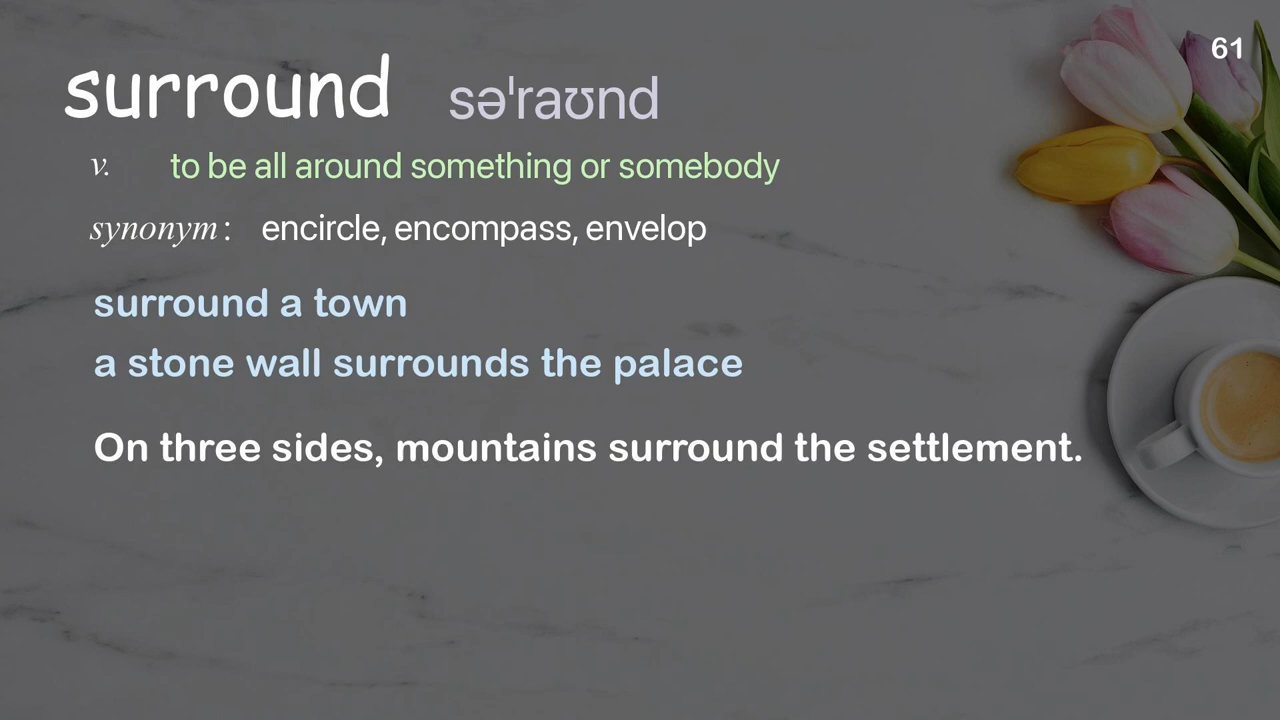 61
surround səˈraʊnd
v. to be all around something or somebody
synonym: encircle, encompass, envelop
surround a town
a stone wall surrounds the palace
On three sides, mountains surround the settlement.